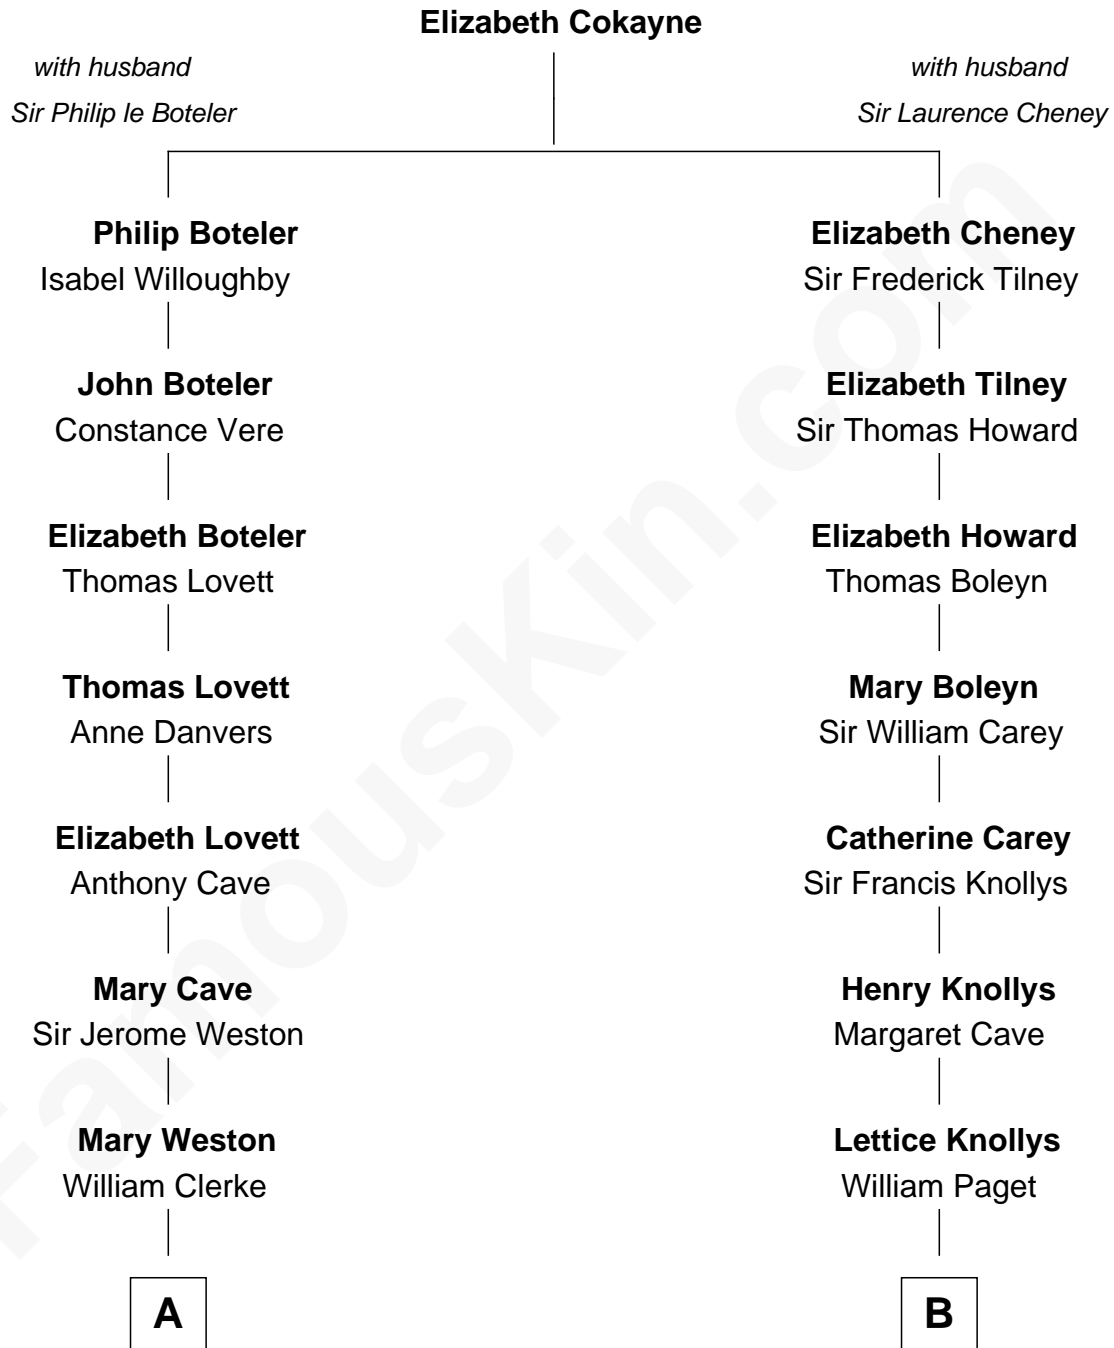 Elizabeth Cokayne
with husband
Sir Philip le Boteler
with husband
Sir Laurence Cheney
Philip Boteler
Isabel Willoughby
Elizabeth Cheney
Sir Frederick Tilney
John Boteler
Constance Vere
Elizabeth Tilney
Sir Thomas Howard
Elizabeth Boteler
Thomas Lovett
Elizabeth Howard
Thomas Boleyn
Thomas Lovett
Anne Danvers
Mary Boleyn
Sir William Carey
Elizabeth Lovett
Anthony Cave
Catherine Carey
Sir Francis Knollys
Mary Cave
Sir Jerome Weston
Henry Knollys
Margaret Cave
Mary Weston
William Clerke
Lettice Knollys
William Paget
A
B
FamousKin.com